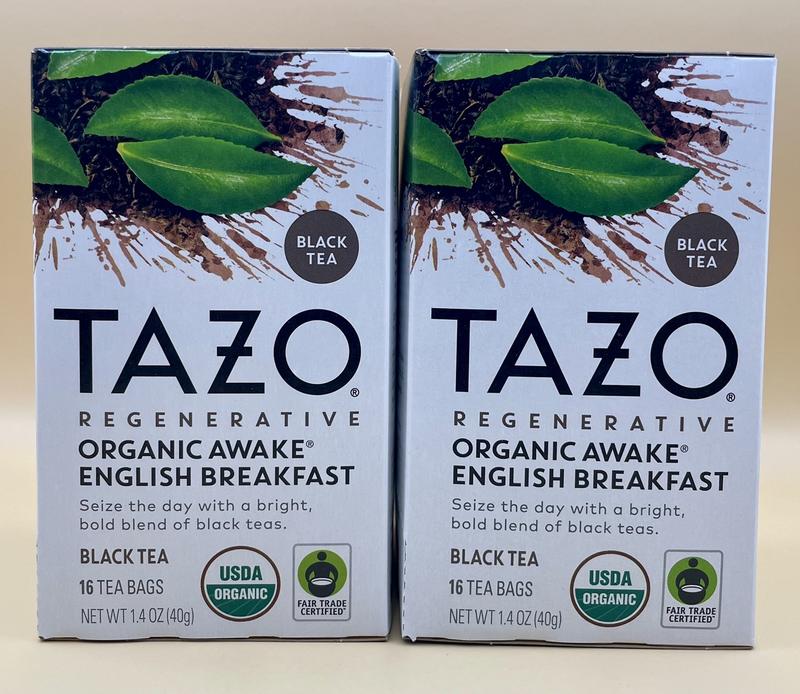 BLACK
TEA
TAZO®
REGENERATIVE
ORGANIC AWAKE®
ENGLISH BREAKFAST
Seize the day with a bright,
bold blend of black teas.
BLACK TEA
16 TEA BAGS
NET WT 1.4 OZ (40g)
USDA
ORGANIC
FAIR TRADE
CERTIFIED™
BLACK
TEA
TAZO®
REGENERATIVE
ORGANIC AWAKE®
ENGLISH BREAKFAST
Seize the day with a bright,
bold blend of black teas.
BLACK TEA
16 TEA BAGS
NET WT 1.4 OZ (40g)
USDA
ORGANIC
FAIR TRADE
CERTIFIED™